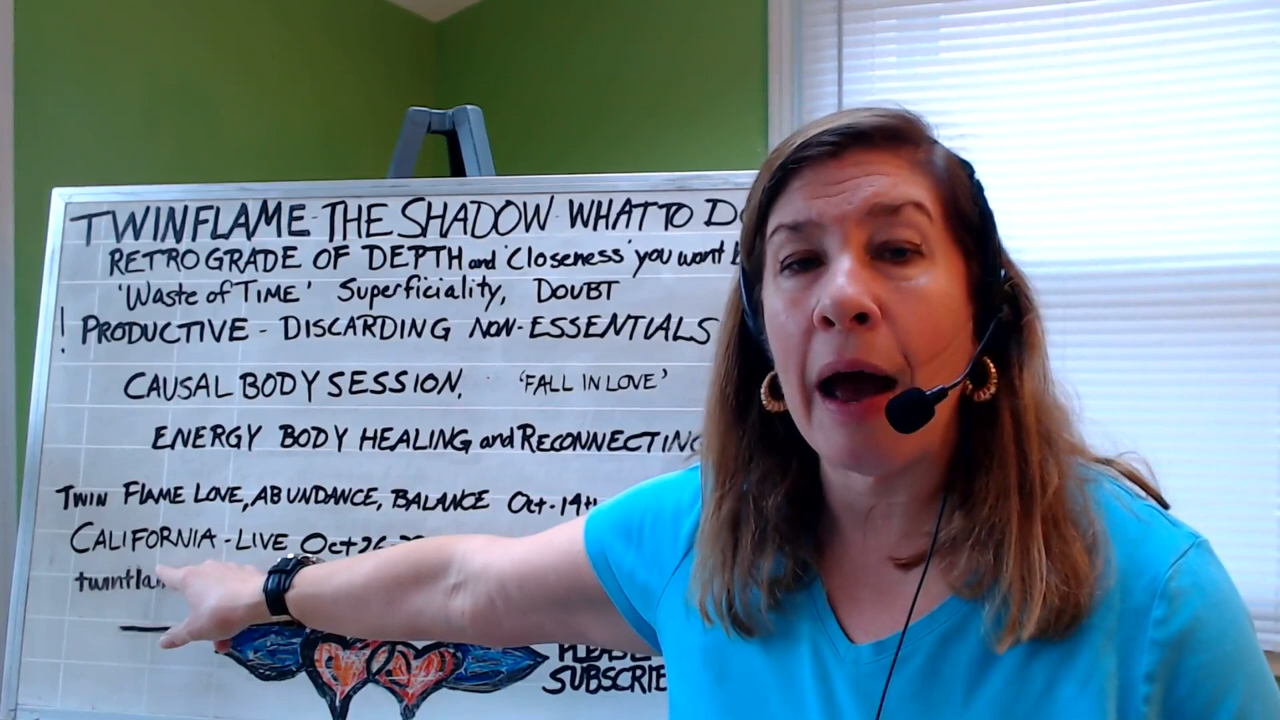 TWINFLAME-THE SHADOW-WHAT TO
RETROGRADE OF DEPTH and 'Closeness' you want
'Waste of TIME' Superficiality, DOUBT
! PRODUCTIVE - DISCARDING NON-ESSENTIALS
CAUSAL BODY SESSION. 'FALL IN LOVE'
ENERGY BODY HEALING and RECONNECTING
TWIN FLAME LOVE, ABUNDANCE, BALANCE Oct-14th
CALIFORNIA - LIVE Oct 26
PLEASE
SUBSCRIBE